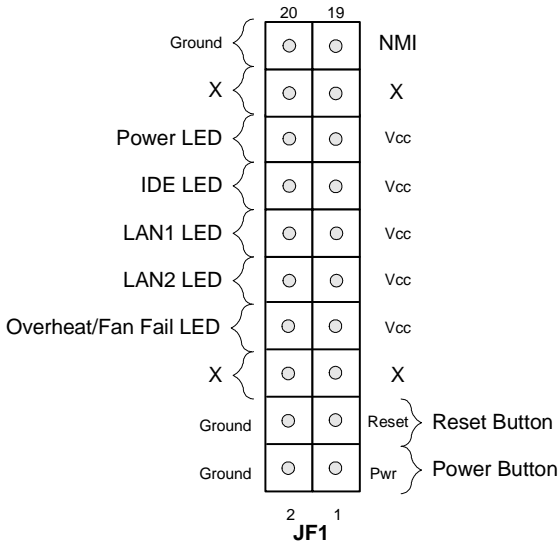 20 19
Ground NMI
X X
Power LED Vcc
IDE LED Vcc
LAN1 LED Vcc
LAN2 LED Vcc
Overheat/Fan Fail LED Vcc
X X
Ground Reset Reset Button
Ground Pwr Power Button
2 1
JF1